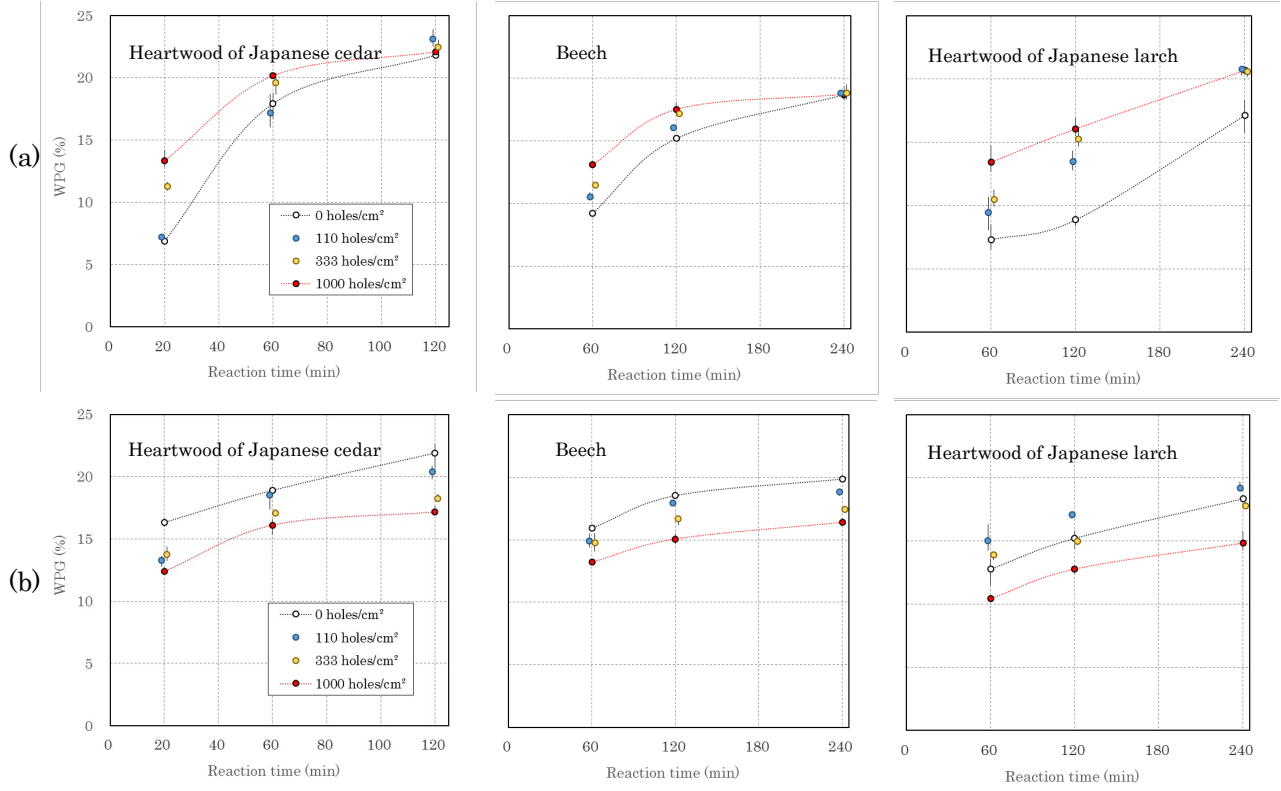 (a)
WPG (%)
25
20
15
10
5
0
Heartwood of Japanese cedar
0 holes/cm²
110 holes/cm²
333 holes/cm²
1000 holes/cm²
0 20 40 60 80 100 120
Reaction time (min)
Beech
0 60 120 180 240
Reaction time (min)
Heartwood of Japanese larch
0 60 120 180 240
Reaction time (min)
(b)
WPG (%)
25
20
15
10
5
0
Heartwood of Japanese cedar
0 holes/cm²
110 holes/cm²
333 holes/cm²
1000 holes/cm²
0 20 40 60 80 100 120
Reaction time (min)
Beech
0 60 120 180 240
Reaction time (min)
Heartwood of Japanese larch
0 60 120 180 240
Reaction time (min)